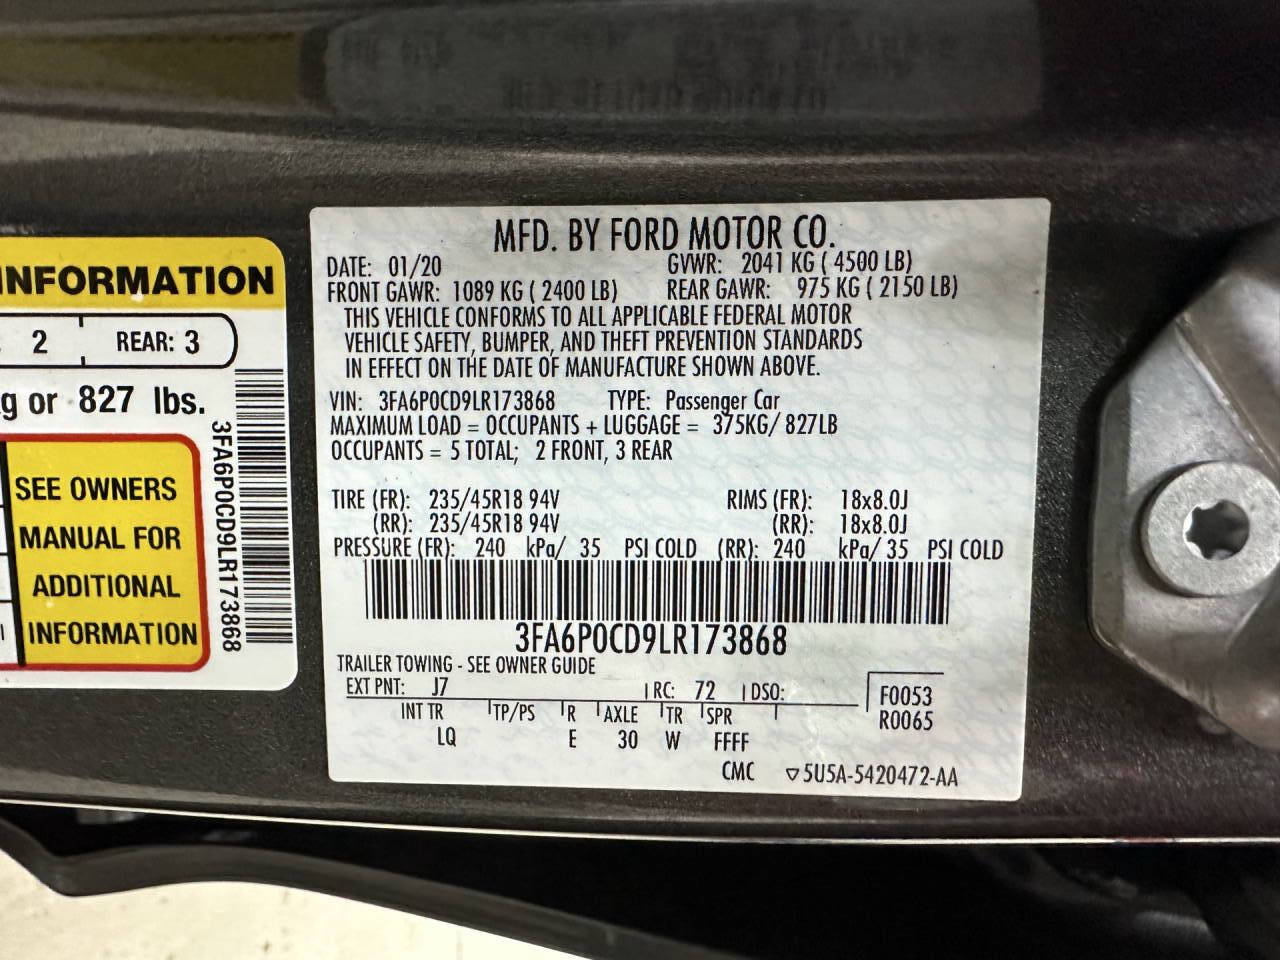 INFORMATION
2 REAR: 3
g or 827 lbs.
SEE OWNERS
MANUAL FOR
ADDITIONAL
INFORMATION
3FA6P0CD9LR173868
MFD. BY FORD MOTOR CO.
DATE: 01/20 GVWR: 2041 KG ( 4500 LB)
FRONT GAWR: 1089 KG ( 2400 LB) REAR GAWR: 975 KG ( 2150 LB)
THIS VEHICLE CONFORMS TO ALL APPLICABLE FEDERAL MOTOR
VEHICLE SAFETY, BUMPER, AND THEFT PREVENTION STANDARDS
IN EFFECT ON THE DATE OF MANUFACTURE SHOWN ABOVE.
VIN: 3FA6P0CD9LR173868 TYPE: Passenger Car
MAXIMUM LOAD = OCCUPANTS + LUGGAGE = 375KG/ 827LB
OCCUPANTS = 5 TOTAL; 2 FRONT, 3 REAR
TIRE (FR): 235/45R18 94V RIMS (FR): 18x8.0J
(RR): 235/45R18 94V (RR): 18x8.0J
PRESSURE (FR): 240 kPa/ 35 PSI COLD (RR): 240 kPa/ 35 PSI COLD
3FA6P0CD9LR173868
TRAILER TOWING - SEE OWNER GUIDE
EXT PNT: J7 RC: 72 DSO: F0053
INT TR TP/PS R AXLE TR SPR R0065
LQ E 30 W FFFF
CMC 5U5A-5420472-AA